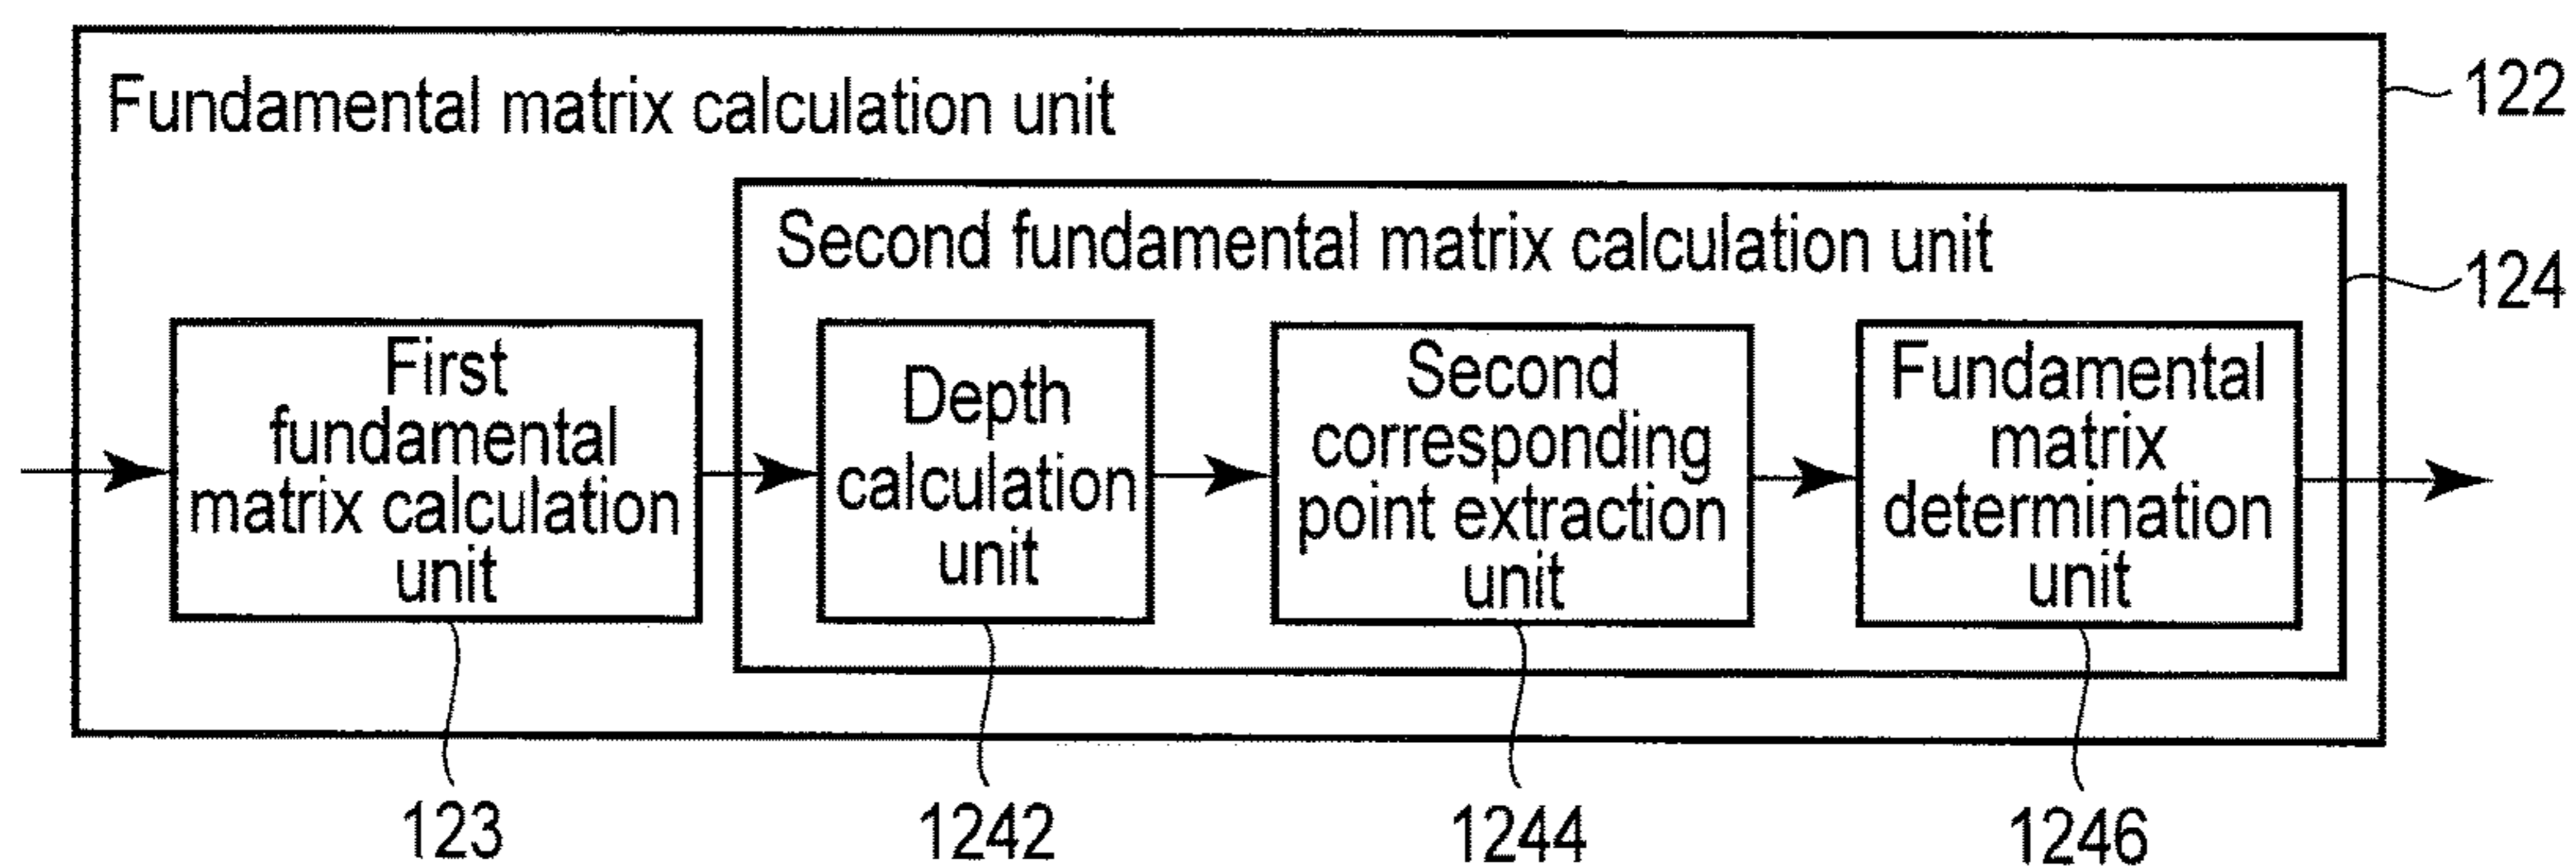 Fundamental matrix calculation unit
122
Second fundamental matrix calculation unit
124
First
fundamental
matrix calculation
unit
Depth
calculation
unit
Second
corresponding
point extraction
unit
Fundamental
matrix
determination
unit
123
1242
1244
1246